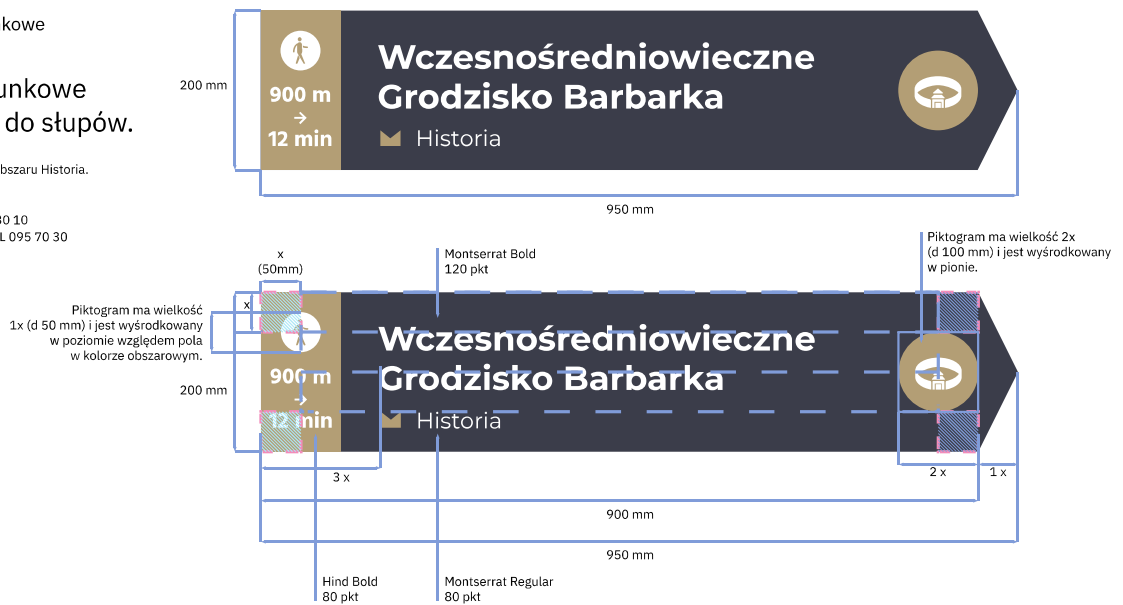 nkowe
unkowe
do słupów.
bszaru Historia.
30 10
L 095 70 30
200 mm
900 m
→
12 min
Wczesnośredniowieczne
Grodzisko Barbarka
Historia
950 mm
x
(50mm)
Montserrat Bold
120 pkt
Piktogram ma wielkość 2x
(d 100 mm) i jest wyśrodkowany
w pionie.
x
Piktogram ma wielkość
1x (d 50 mm) i jest wyśrodkowany
w poziomie względem pola
w kolorze obszarowym.
200 mm
900 m
→
12 min
Wczesnośredniowieczne
Grodzisko Barbarka
Historia
3 x
2 x
1 x
900 mm
950 mm
Hind Bold
80 pkt
Montserrat Regular
80 pkt